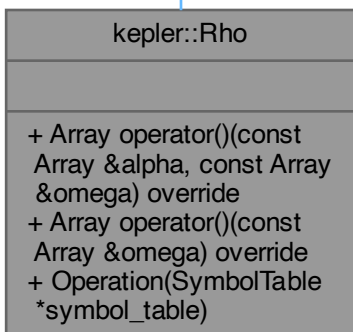 kepler::Rho
+ Array operator()(const
Array &alpha, const Array
&omega) override
+ Array operator()(const
Array &omega) override
+ Operation(SymbolTable
*symbol_table)